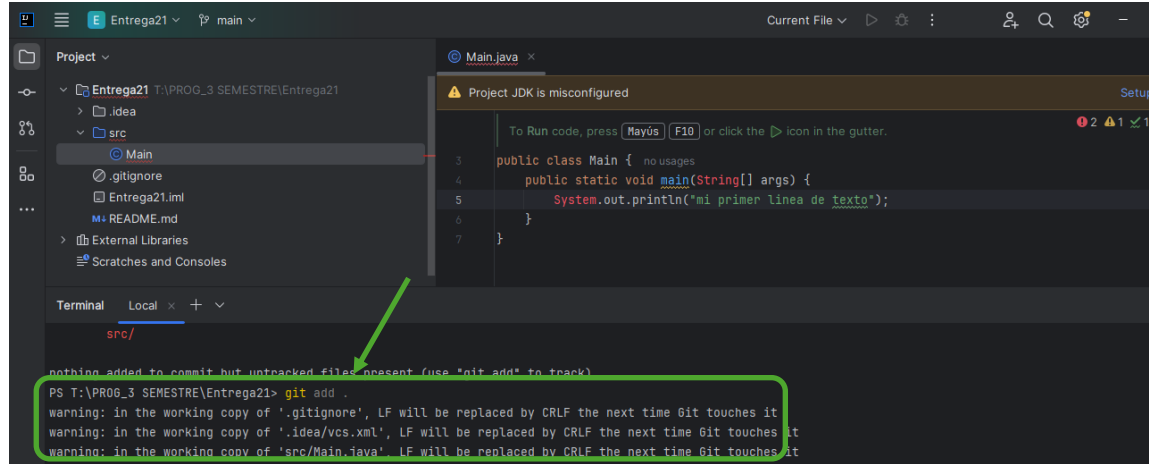 E Entrega21 main Current File
Project
Main.java
Entrega21 T:\PROG_3 SEMESTRE\Entrega21
Project JDK is misconfigured
Setup
.idea
2 1 1
src
To Run code, press Mayús F10 or click the icon in the gutter.
Main
3 public class Main { no usages
.gitignore
4 public static void main(String[] args) {
Entrega21.iml
5 System.out.println("mi primer linea de texto");
README.md
6 }
External Libraries
7 }
Scratches and Consoles
Terminal Local
src/
nothing added to commit but untracked files present (use "git add" to track)
PS T:\PROG_3 SEMESTRE\Entrega21> git add .
warning: in the working copy of '.gitignore', LF will be replaced by CRLF the next time Git touches it
warning: in the working copy of '.idea/vcs.xml', LF will be replaced by CRLF the next time Git touches it
warning: in the working copy of 'src/Main.java', LF will be replaced by CRLF the next time Git touches it